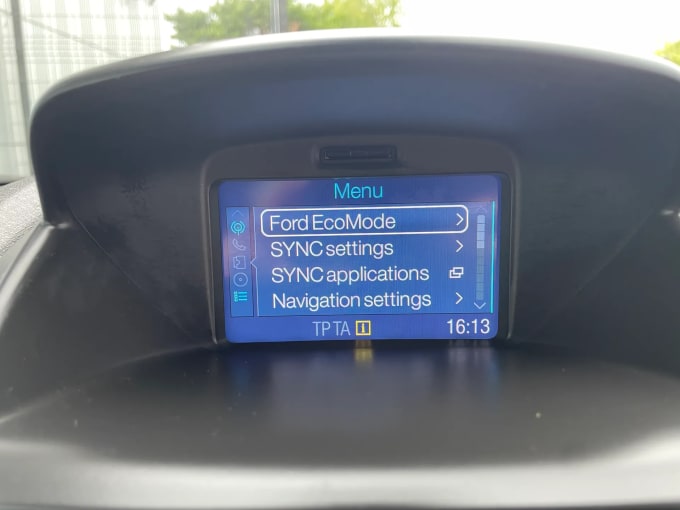 Menu
Ford EcoMode
SYNC settings
SYNC applications
Navigation settings
TP TA
16:13